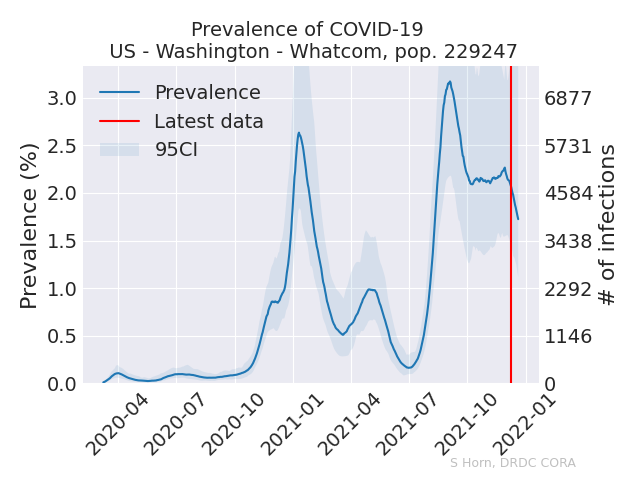 Prevalence of COVID-19
US - Washington - Whatcom, pop. 229247
Prevalence
Latest data
95CI
Prevalence (%)
3.0
2.5
2.0
1.5
1.0
0.5
0.0
6877
5731
4584
3438
2292
1146
0
# of infections
2020-04
2020-07
2020-10
2021-01
2021-04
2021-07
2021-10
2022-01
S Horn, DRDC CORA